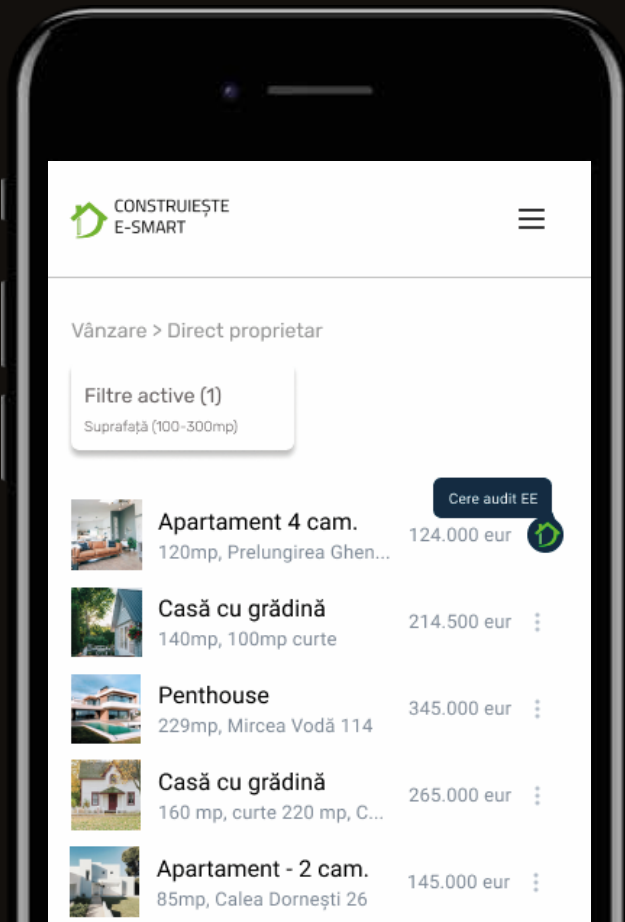 CONSTRUIEȘTE
E-SMART
Vânzare > Direct proprietar
Filtre active (1)
Suprafață (100-300mp)
Cere audit EE
Apartament 4 cam.
124.000 eur
120mp, Prelungirea Ghen...
Casă cu grădină
214.500 eur
140mp, 100mp curte
Penthouse
345.000 eur
229mp, Mircea Vodă 114
Casă cu grădină
265.000 eur
160 mp, curte 220 mp, C...
Apartament - 2 cam.
145.000 eur
85mp, Calea Dornești 26